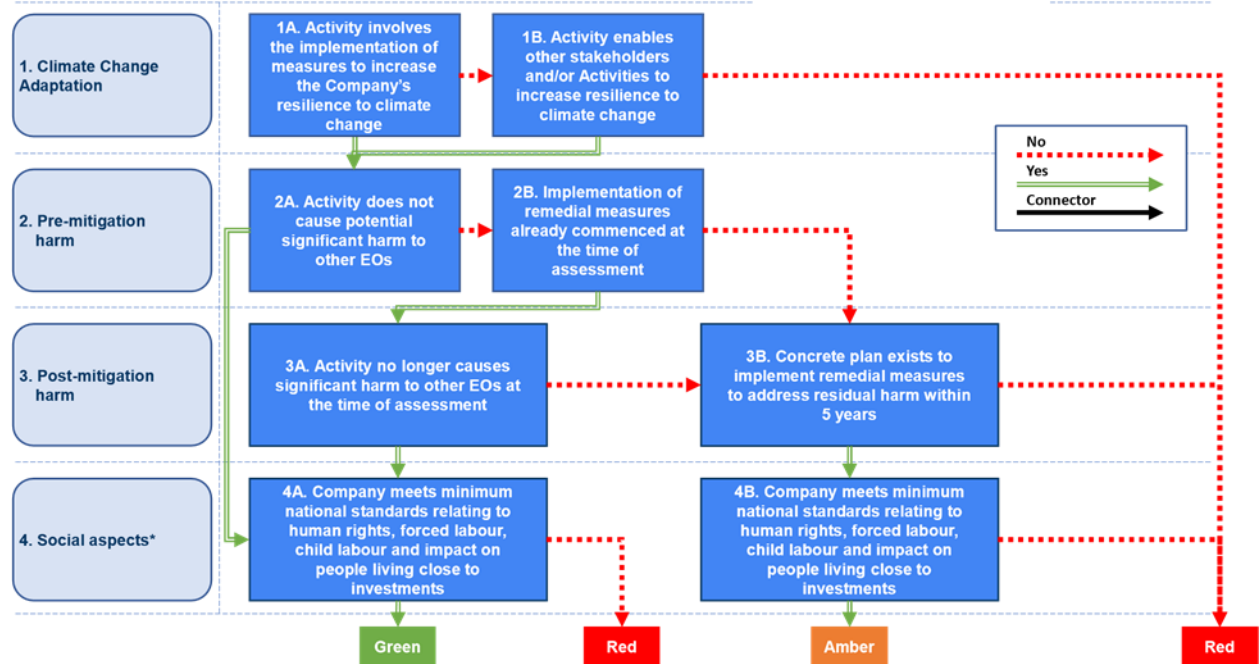 1. Climate Change
Adaptation
1A. Activity involves
the implementation of
measures to increase
the Company's
resilience to climate
change
1B. Activity enables
other stakeholders
and/or Activities to
increase resilience to
climate change
No
Yes
Connector
2. Pre-mitigation
harm
2A. Activity does not
cause potential
significant harm to
other EOs
2B. Implementation of
remedial measures
already commenced at
the time of
assessment
3. Post-mitigation
harm
3A. Activity no longer causes
significant harm to other EOs at
the time of assessment
3B. Concrete plan exists to
implement remedial measures
to address residual harm within
5 years
4. Social aspects*
4A. Company meets minimum
national standards relating to
human rights, forced labour,
child labour and impact on
people living close to
investments
4B. Company meets minimum
national standards relating to
human rights, forced labour,
child labour and impact on
people living close to
investments
Green
Red
Amber
Red